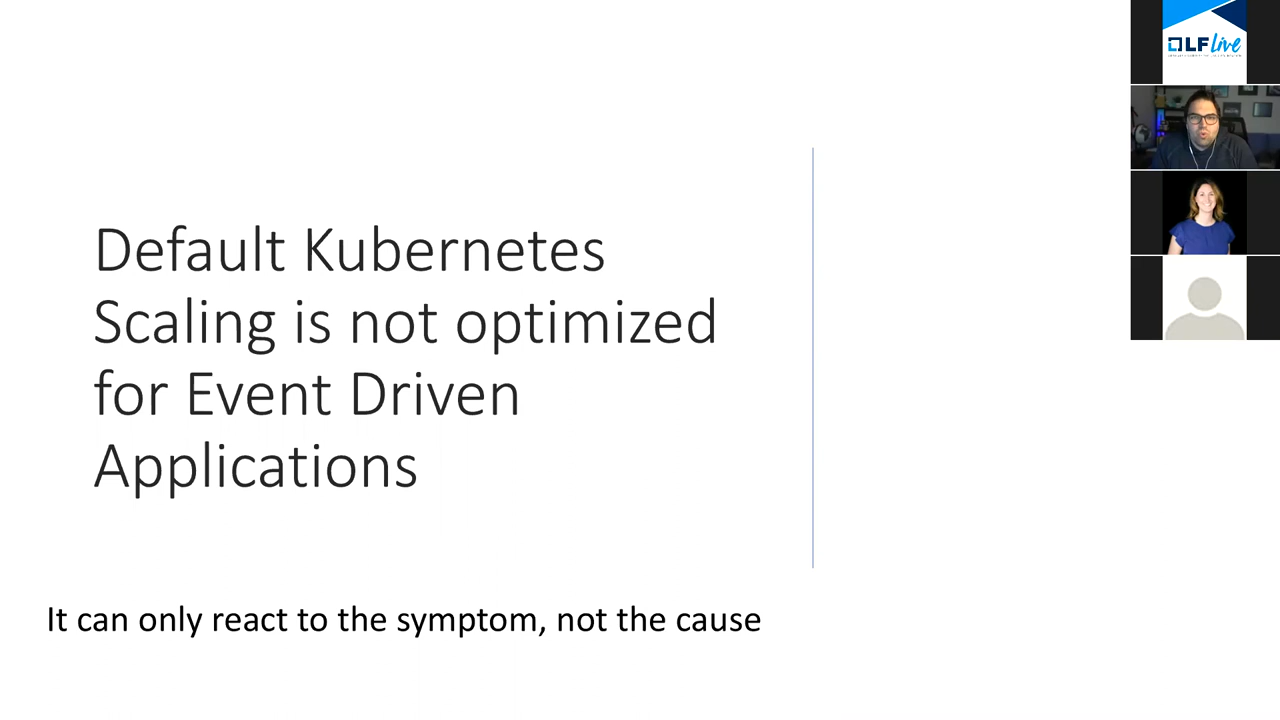 Default Kubernetes
Scaling is not optimized
for Event Driven
Applications
It can only react to the symptom, not the cause
LF live